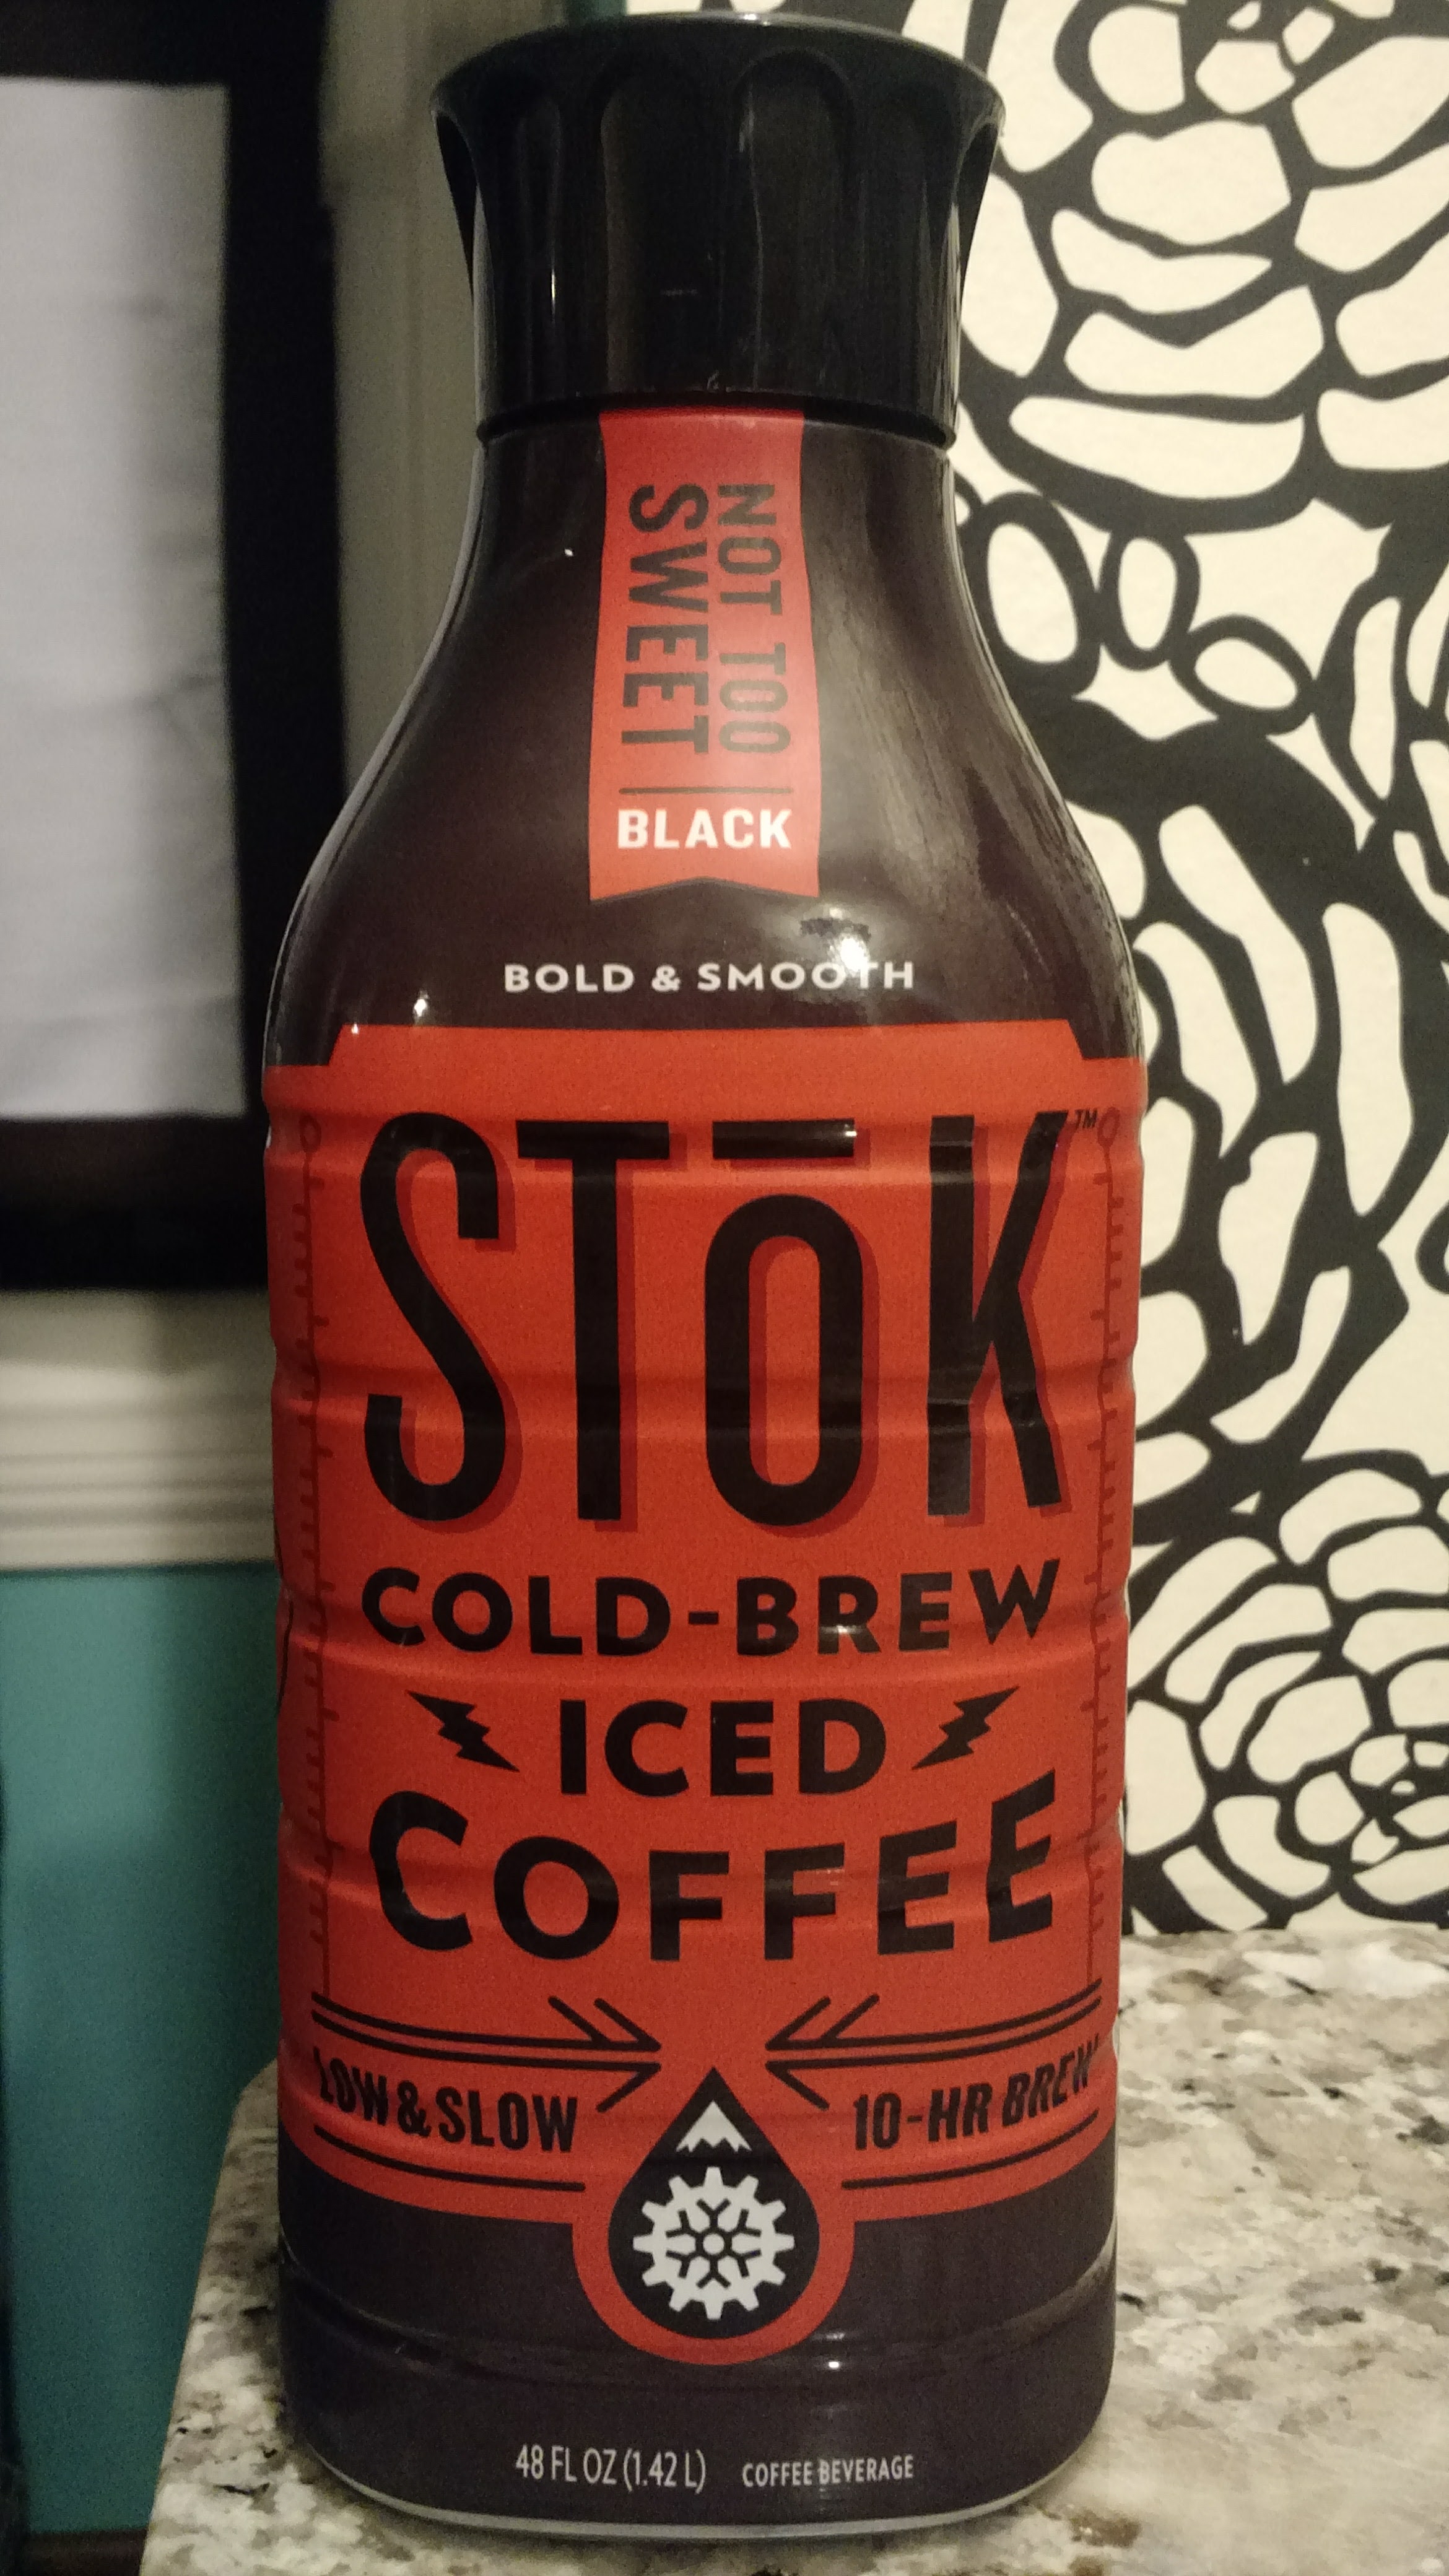 NOT TOO
SWEET
BLACK
BOLD & SMOOTH
STōK™
COLD-BREW
ICED
COFFEE
LOW & SLOW
10-HR BREW
48 FL OZ (1.42 L) COFFEE BEVERAGE